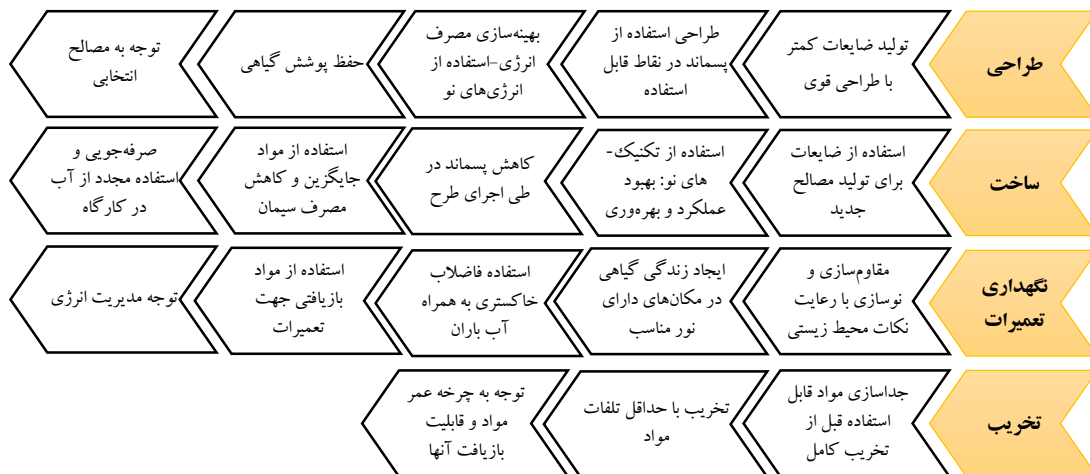 طراحی
تولید ضایعات کمتر
با طراحی قوی
طراحی استفاده از
پسماند در نقاط قابل
استفاده
بهینه‌سازی مصرف
انرژی–استفاده از
انرژی‌های نو
حفظ پوشش گیاهی
توجه به مصالح
انتخابی
ساخت
استفاده از ضایعات
برای تولید مصالح
جدید
استفاده از تکنیک-
های نو: بهبود
عملکرد و بهره‌وری
کاهش پسماند در
طی اجرای طرح
استفاده از مواد
جایگزین و کاهش
مصرف سیمان
صرفه‌جویی و
استفاده مجدد از آب
در کارگاه
نگهداری
تعمیرات
مقاوم‌سازی و
نوسازی با رعایت
نکات محیط زیستی
ایجاد زندگی گیاهی
در مکان‌های دارای
نور مناسب
استفاده فاضلاب
خاکستری به همراه
آب باران
استفاده از مواد
بازیافتی جهت
تعمیرات
توجه مدیریت انرژی
تخریب
جداسازی مواد قابل
استفاده قبل از
تخریب کامل
تخریب با حداقل تلفات
مواد
توجه به چرخه عمر
مواد و قابلیت
بازیافت آنها